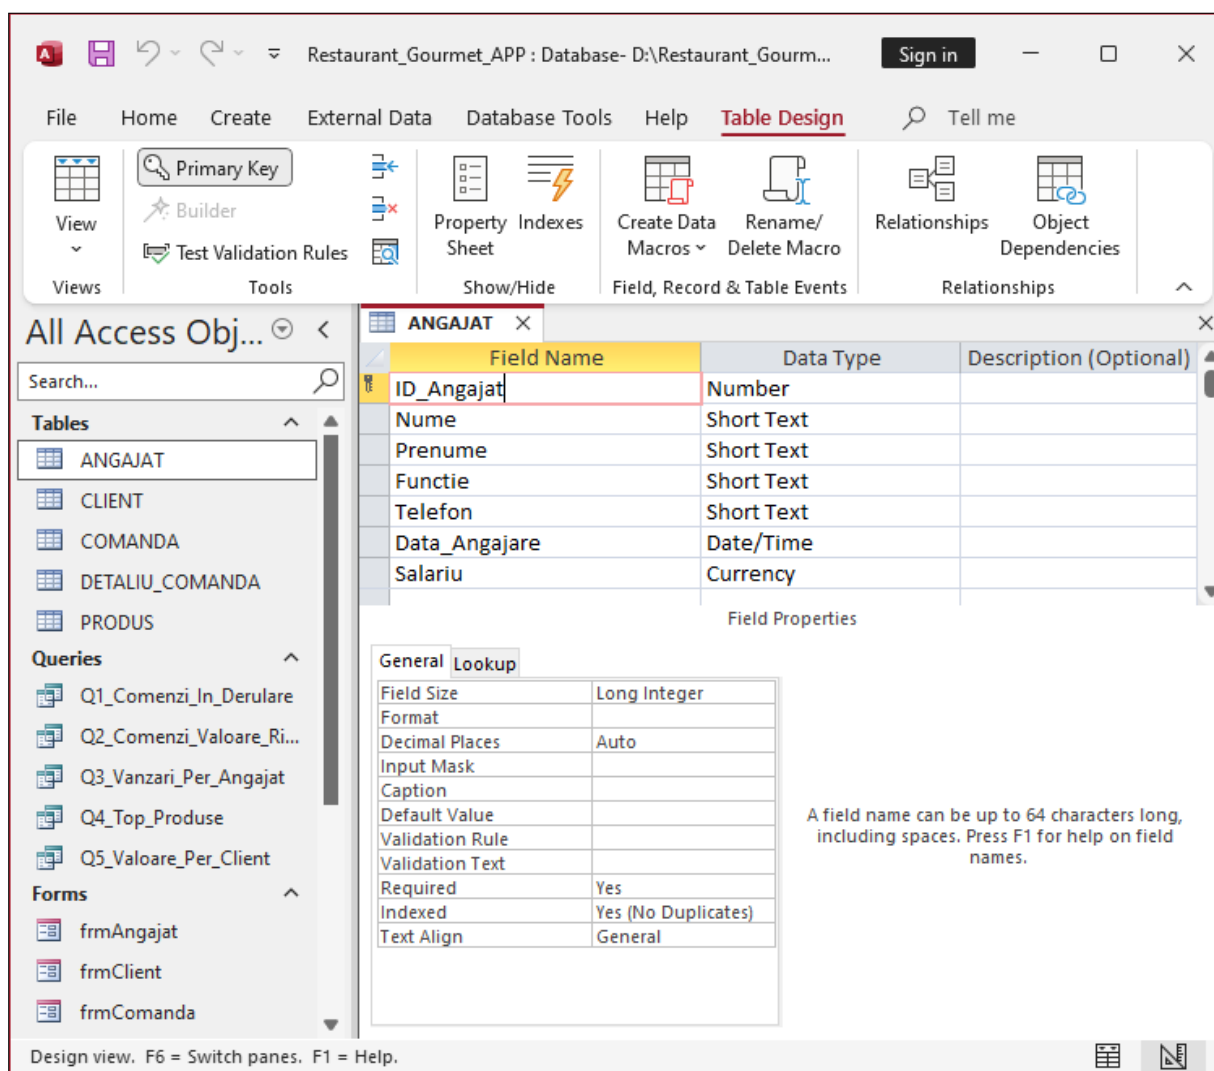 Restaurant_Gourmet_APP : Database- D:\Restaurant_Gourm...
Sign in
File Home Create External Data Database Tools Help Table Design Tell me
View
Views
Primary Key
Builder
Test Validation Rules
Tools
Property Sheet
Indexes
Show/Hide
Create Data Macros
Rename/ Delete Macro
Field, Record & Table Events
Relationships
Object Dependencies
Relationships
All Access Obj...
Search...
Tables
ANGAJAT
CLIENT
COMANDA
DETALIU_COMANDA
PRODUS
Queries
Q1_Comenzi_In_Derulare
Q2_Comenzi_Valoare_Ri...
Q3_Vanzari_Per_Angajat
Q4_Top_Produse
Q5_Valoare_Per_Client
Forms
frmAngajat
frmClient
frmComanda
ANGAJAT
Field Name Data Type Description (Optional)
ID_Angajat Number
Nume Short Text
Prenume Short Text
Functie Short Text
Telefon Short Text
Data_Angajare Date/Time
Salariu Currency
Field Properties
General Lookup
Field Size Long Integer
Format
Decimal Places Auto
Input Mask
Caption
Default Value
Validation Rule
Validation Text
Required Yes
Indexed Yes (No Duplicates)
Text Align General
A field name can be up to 64 characters long,
including spaces. Press F1 for help on field
names.
Design view. F6 = Switch panes. F1 = Help.